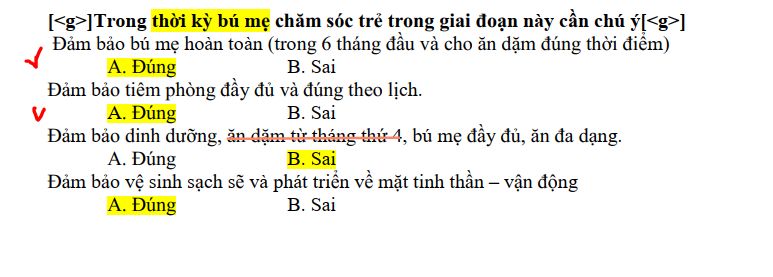 [<g>]Trong thời kỳ bú mẹ chăm sóc trẻ trong giai đoạn này cần chú ý[<g>]
Đảm bảo bú mẹ hoàn toàn (trong 6 tháng đầu và cho ăn dặm đúng thời điểm)
A. Đúng B. Sai
Đảm bảo tiêm phòng đầy đủ và đúng theo lịch.
A. Đúng B. Sai
Đảm bảo dinh dưỡng, ăn dặm từ tháng thứ 4, bú mẹ đầy đủ, ăn đa dạng.
A. Đúng B. Sai
Đảm bảo vệ sinh sạch sẽ và phát triển về mặt tinh thần – vận động
A. Đúng B. Sai